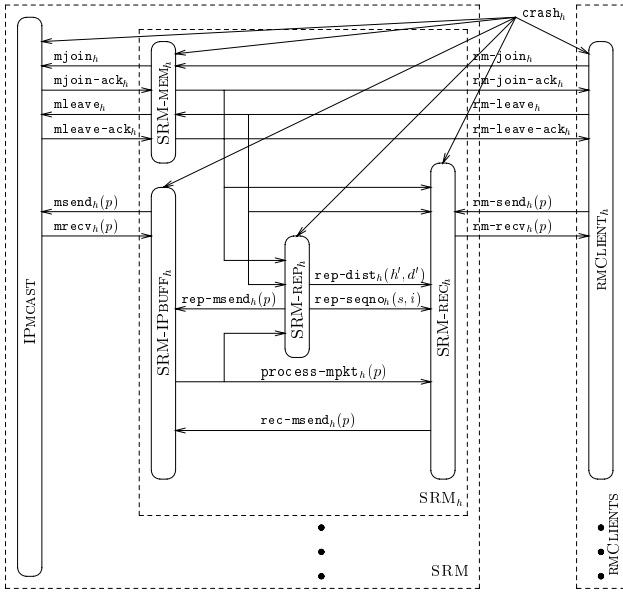 crash_h
mjoin_h
rm-join_h
mjoin-ack_h
rm-join-ack_h
mleave_h
rm-leave_h
mleave-ack_h
rm-leave-ack_h
SRM-MEM_h
msend_h(p)
rm-send_h(p)
mrecv_h(p)
rm-recv_h(p)
IPMCAST
SRM-IPBUFF_h
SRM-REP_h
SRM-REC_h
RMCLIENT_h
rep-dist_h(h′, d′)
rep-msend_h(p)
rep-seqno_h(s, i)
process-mpkt_h(p)
rec-msend_h(p)
SRM_h
SRM
RMCLIENTS